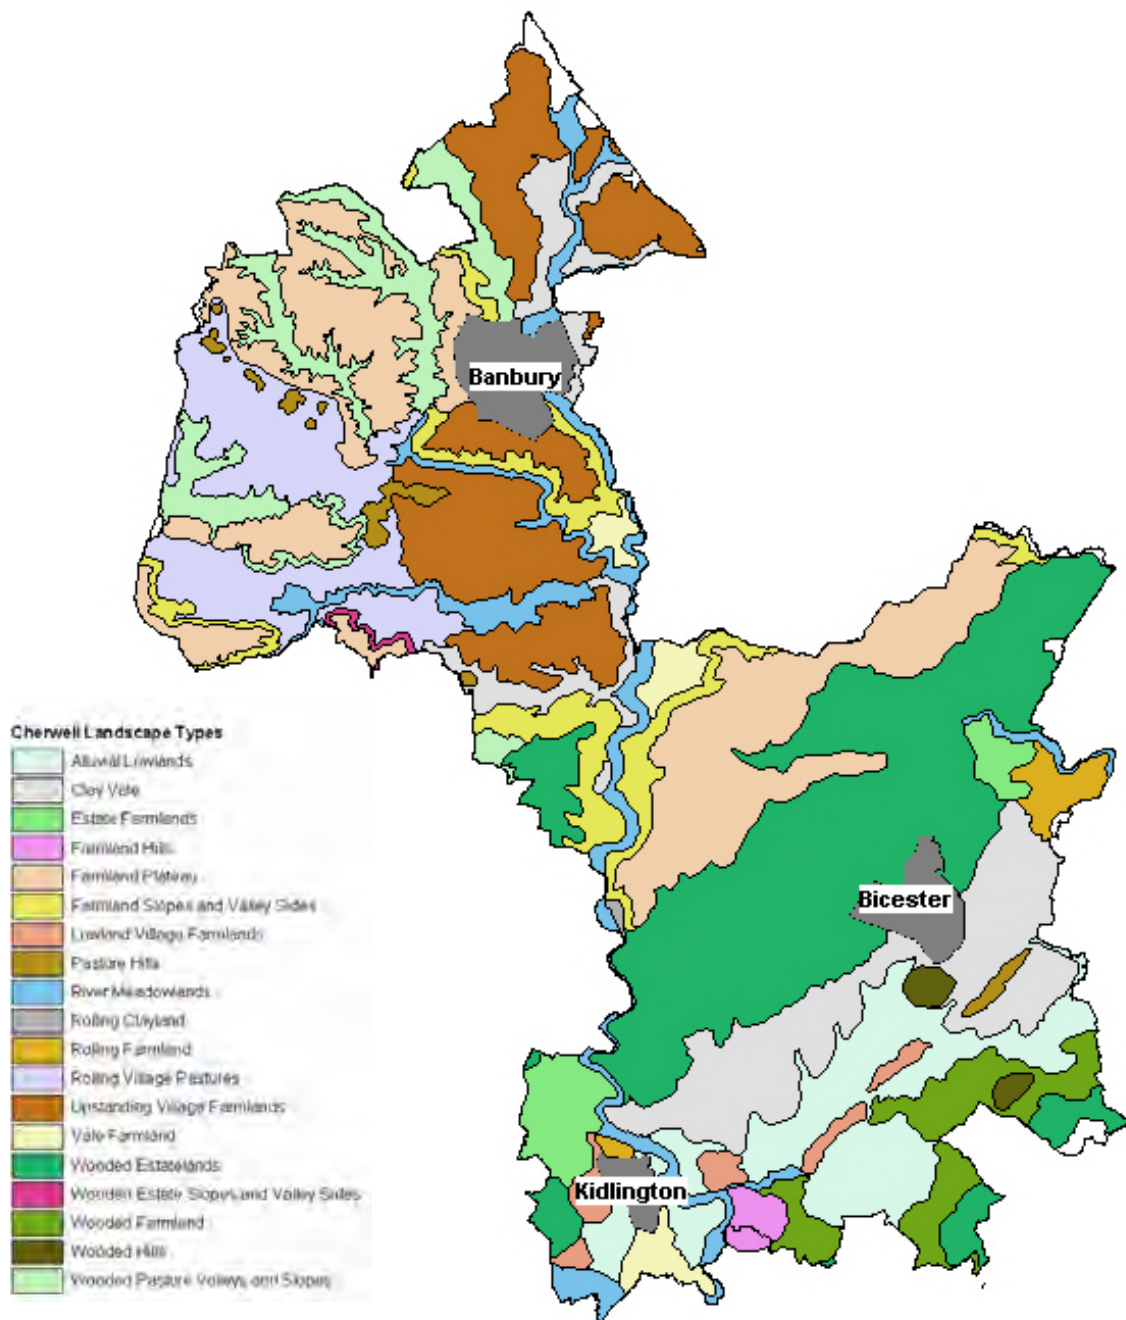 Banbury
Bicester
Kidlington
Cherwell Landscape Types
Alluvial Lowlands
Clay Vale
Estate Farmlands
Farmland Hills
Farmland Plateau
Farmland Slopes and Valley Sides
Lowland Village Farmlands
Pasture Hills
River Meadowlands
Rolling Clayland
Rolling Farmland
Rolling Village Pastures
Upstanding Village Farmlands
Vale Farmland
Wooded Estatelands
Wooded Estate Slopes and Valley Sides
Wooded Farmland
Wooded Hills
Wooded Pasture Valleys and Slopes